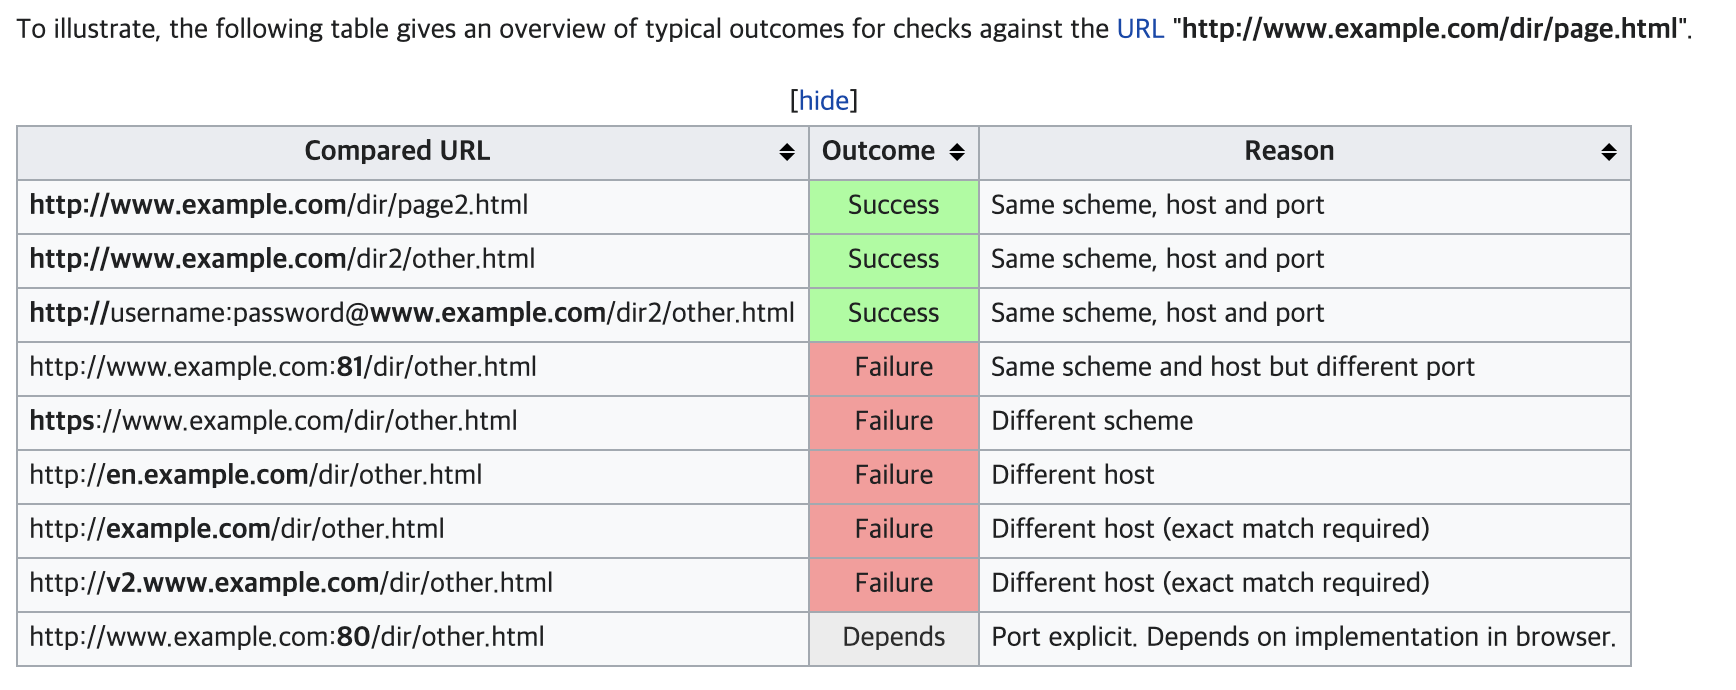 To illustrate, the following table gives an overview of typical outcomes for checks against the URL "http://www.example.com/dir/page.html".
[hide]
Compared URL Outcome Reason
http://www.example.com/dir/page2.html Success Same scheme, host and port
http://www.example.com/dir2/other.html Success Same scheme, host and port
http://username:password@www.example.com/dir2/other.html Success Same scheme, host and port
http://www.example.com:81/dir/other.html Failure Same scheme and host but different port
https://www.example.com/dir/other.html Failure Different scheme
http://en.example.com/dir/other.html Failure Different host
http://example.com/dir/other.html Failure Different host (exact match required)
http://v2.www.example.com/dir/other.html Failure Different host (exact match required)
http://www.example.com:80/dir/other.html Depends Port explicit. Depends on implementation in browser.